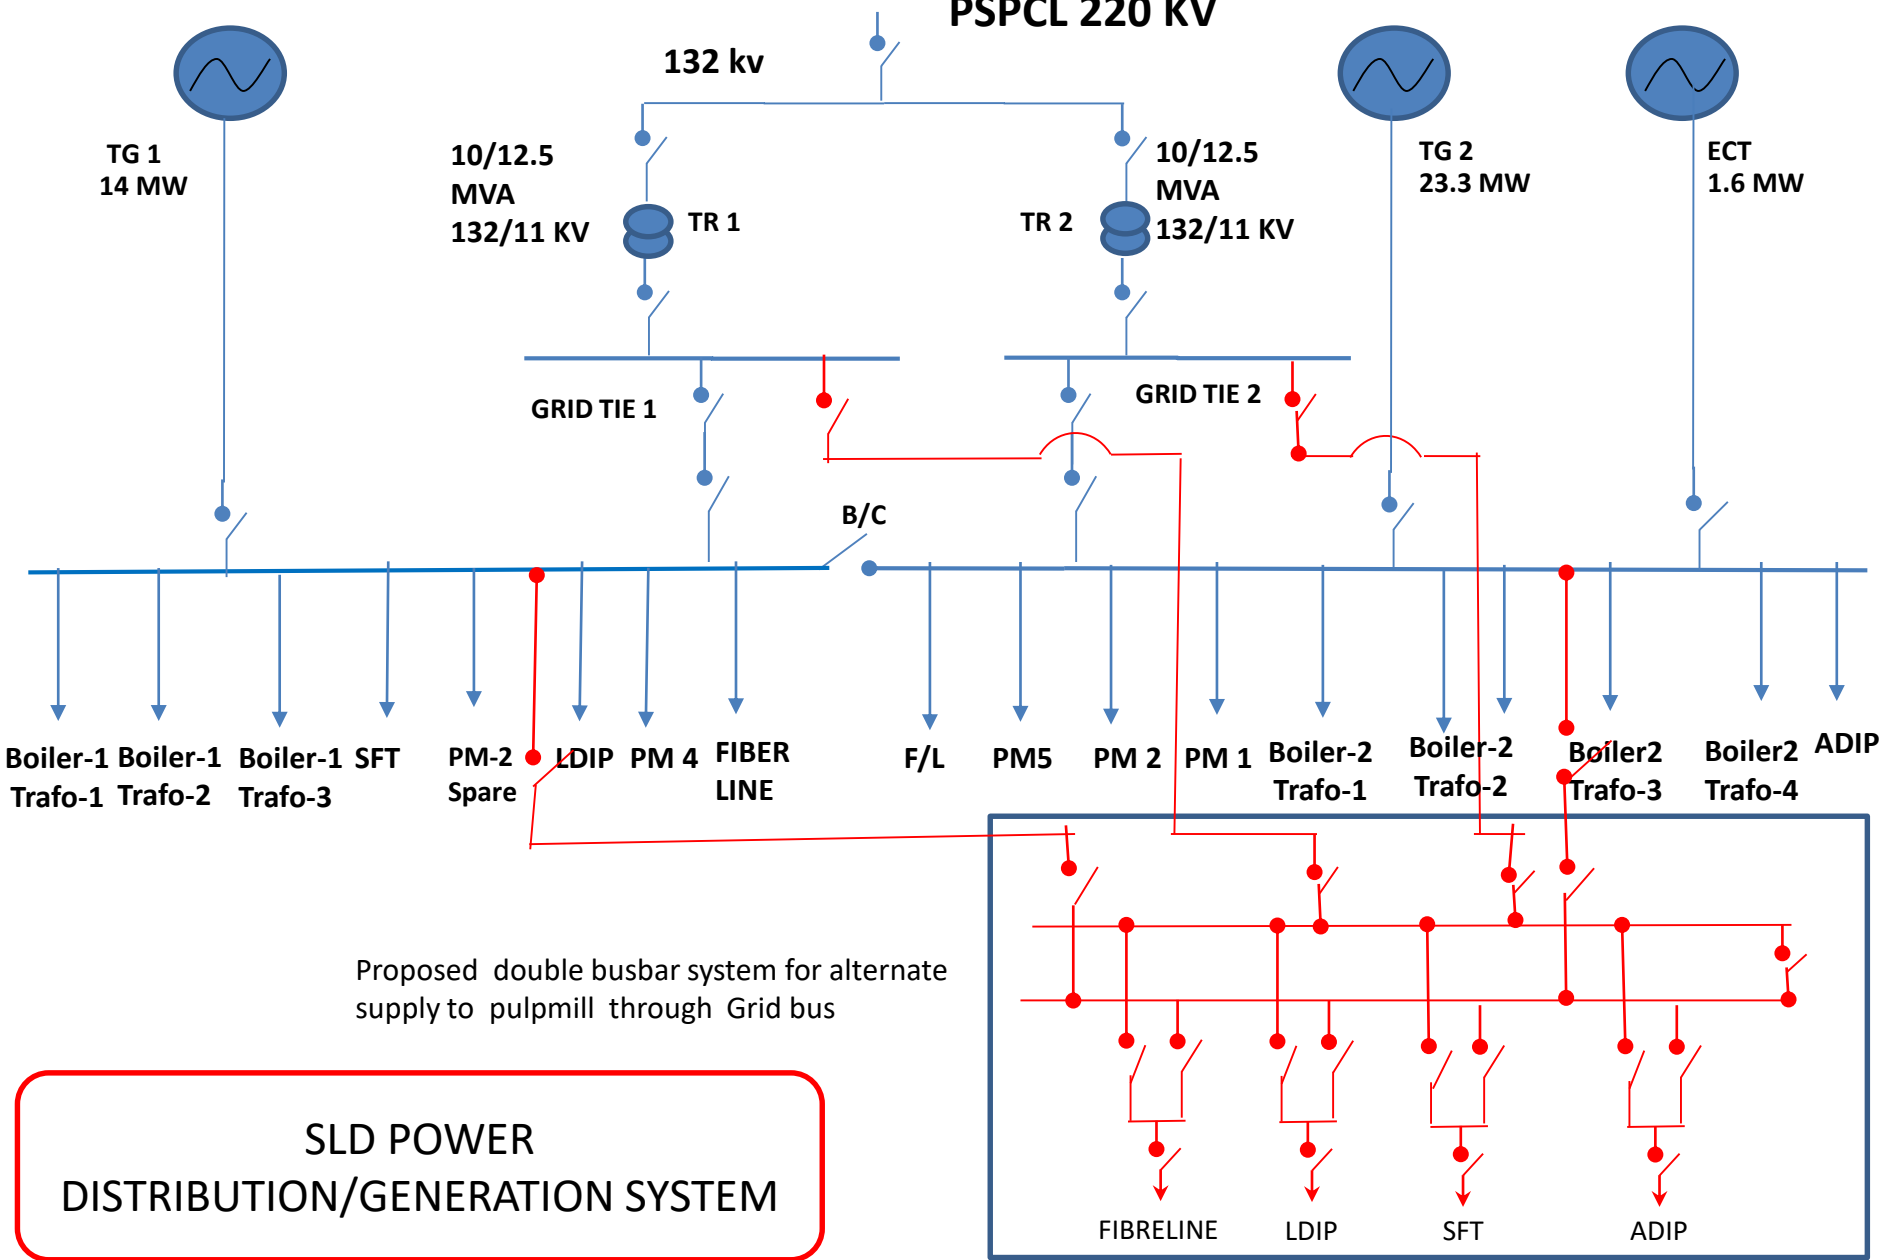 PSPCL 220 KV
132 kv
TG 1
14 MW
10/12.5
MVA
132/11 KV
TR 1
TR 2
10/12.5
MVA
132/11 KV
TG 2
23.3 MW
ECT
1.6 MW
GRID TIE 1
GRID TIE 2
B/C
Boiler-1
Trafo-1
Boiler-1
Trafo-2
Boiler-1
Trafo-3
SFT
PM-2
Spare
LDIP
PM 4
FIBER
LINE
F/L
PM5
PM 2
PM 1
Boiler-2
Trafo-1
Boiler-2
Trafo-2
Boiler2
Trafo-3
Boiler2
Trafo-4
ADIP
Proposed double busbar system for alternate
supply to pulpmill through Grid bus
SLD POWER
DISTRIBUTION/GENERATION SYSTEM
FIBRELINE
LDIP
SFT
ADIP